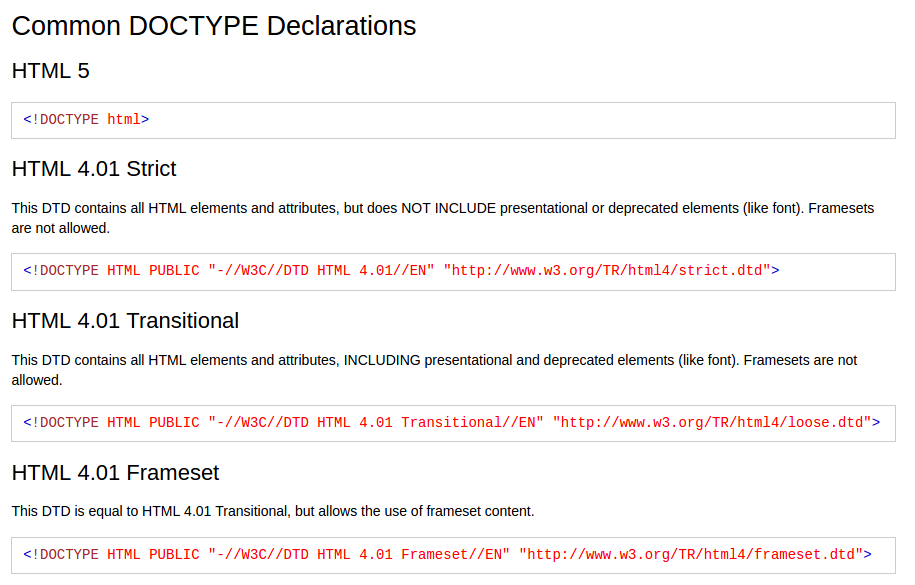 Common DOCTYPE Declarations
HTML 5
<!DOCTYPE html>
HTML 4.01 Strict
This DTD contains all HTML elements and attributes, but does NOT INCLUDE presentational or deprecated elements (like font). Framesets
are not allowed.
<!DOCTYPE HTML PUBLIC "-//W3C//DTD HTML 4.01//EN" "http://www.w3.org/TR/html4/strict.dtd">
HTML 4.01 Transitional
This DTD contains all HTML elements and attributes, INCLUDING presentational and deprecated elements (like font). Framesets are not
allowed.
<!DOCTYPE HTML PUBLIC "-//W3C//DTD HTML 4.01 Transitional//EN" "http://www.w3.org/TR/html4/loose.dtd">
HTML 4.01 Frameset
This DTD is equal to HTML 4.01 Transitional, but allows the use of frameset content.
<!DOCTYPE HTML PUBLIC "-//W3C//DTD HTML 4.01 Frameset//EN" "http://www.w3.org/TR/html4/frameset.dtd">